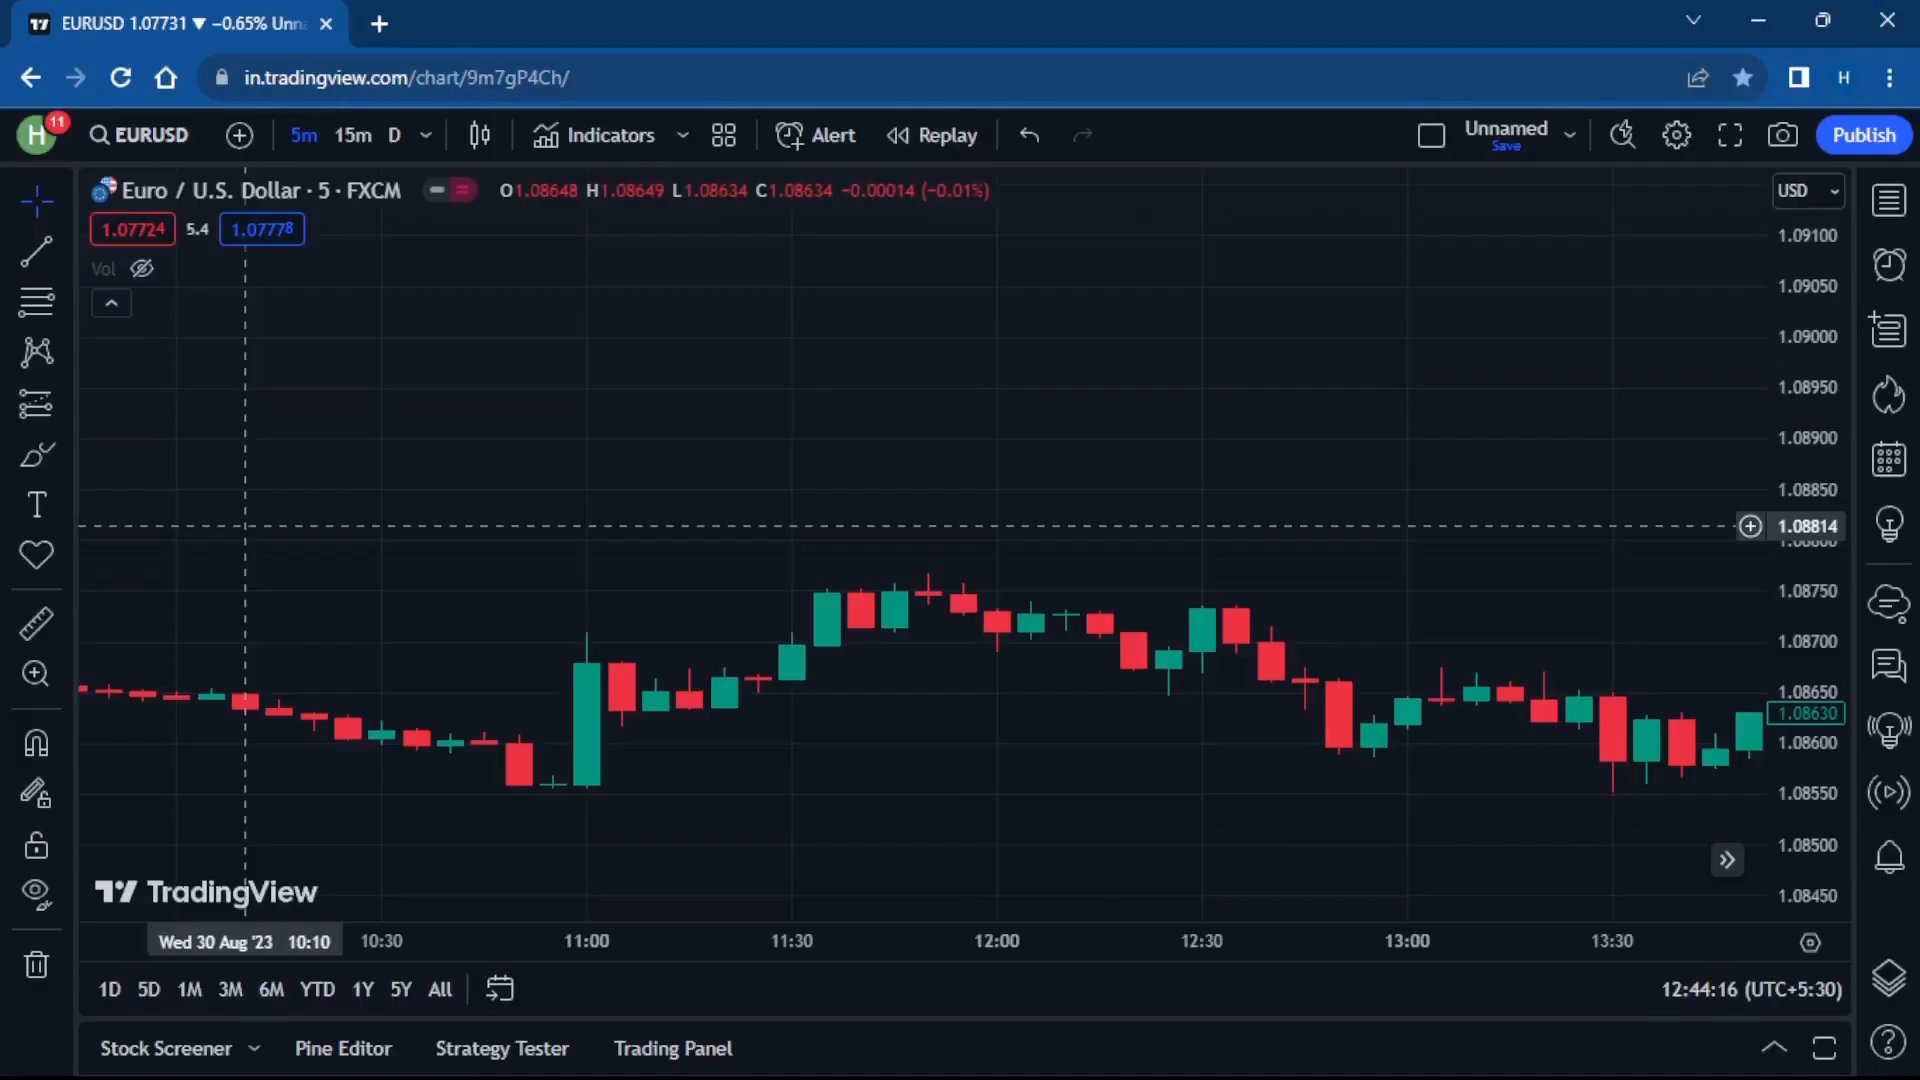 EURUSD 1.07731 ▼ −0.65% Unn
in.tradingview.com/chart/9m7gP4Ch/
H
H 11 EURUSD 5m 15m D Indicators Alert Replay Unnamed Save Publish
Euro / U.S. Dollar · 5 · FXCM O1.08648 H1.08649 L1.08634 C1.08634 −0.00014 (−0.01%) USD
1.07724 5.4 1.07778
Vol
1.09100
1.09050
1.09000
1.08950
1.08900
1.08850
1.08814
1.08800
1.08750
1.08700
1.08650
1.08630
1.08600
1.08550
1.08500
1.08450
TradingView
Wed 30 Aug '23 10:10 10:30 11:00 11:30 12:00 12:30 13:00 13:30
1D 5D 1M 3M 6M YTD 1Y 5Y All 12:44:16 (UTC+5:30)
Stock Screener Pine Editor Strategy Tester Trading Panel